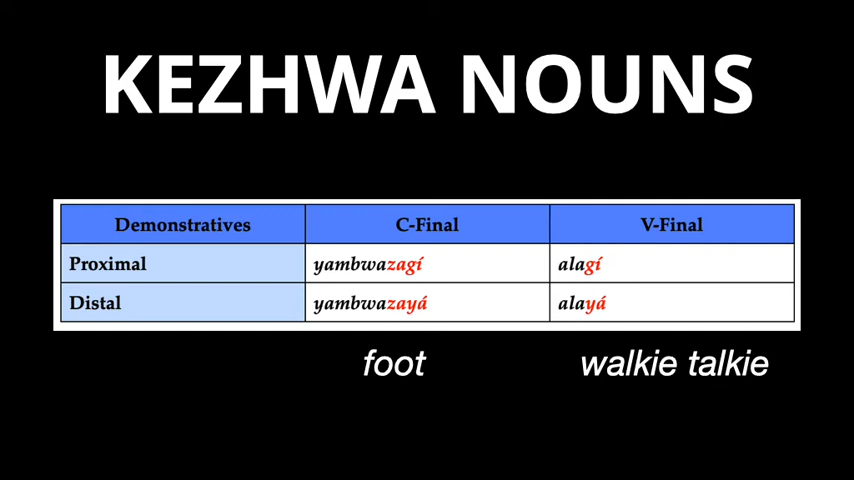 KEZHWA NOUNS
Demonstratives C-Final V-Final
Proximal yambwazagí alagí
Distal yambwazayá alayá
foot walkie talkie